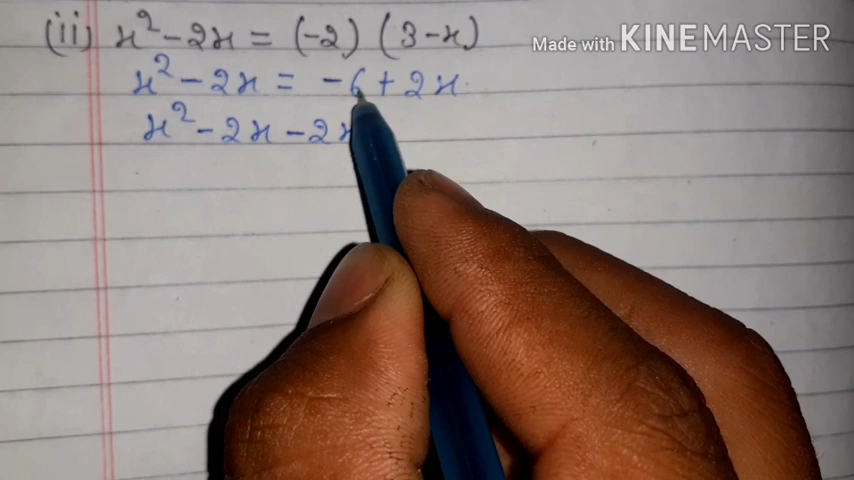 (ii) x² - 2x = (-2) (3 - x)
Made with KINEMASTER
x² - 2x = -6 + 2x
x² - 2x - 2x